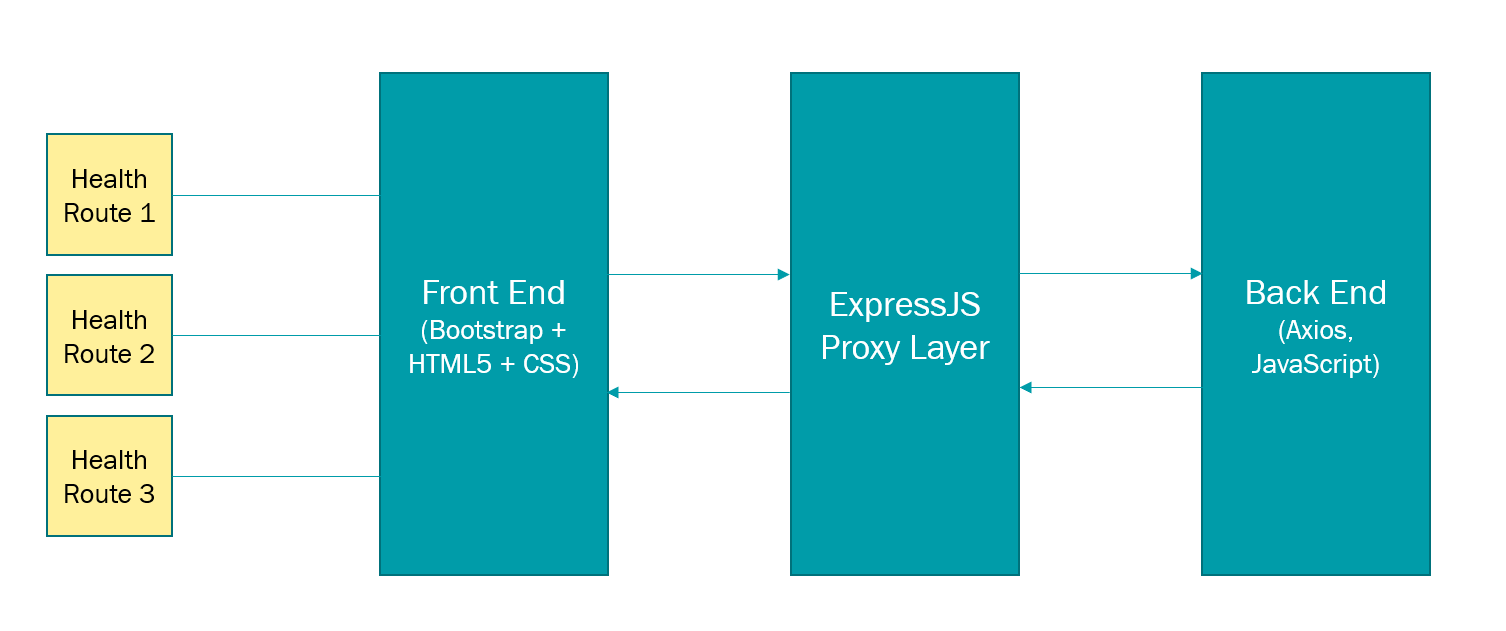 Health
Route 1
Health
Route 2
Health
Route 3
Front End
(Bootstrap +
HTML5 + CSS)
ExpressJS
Proxy Layer
Back End
(Axios,
JavaScript)